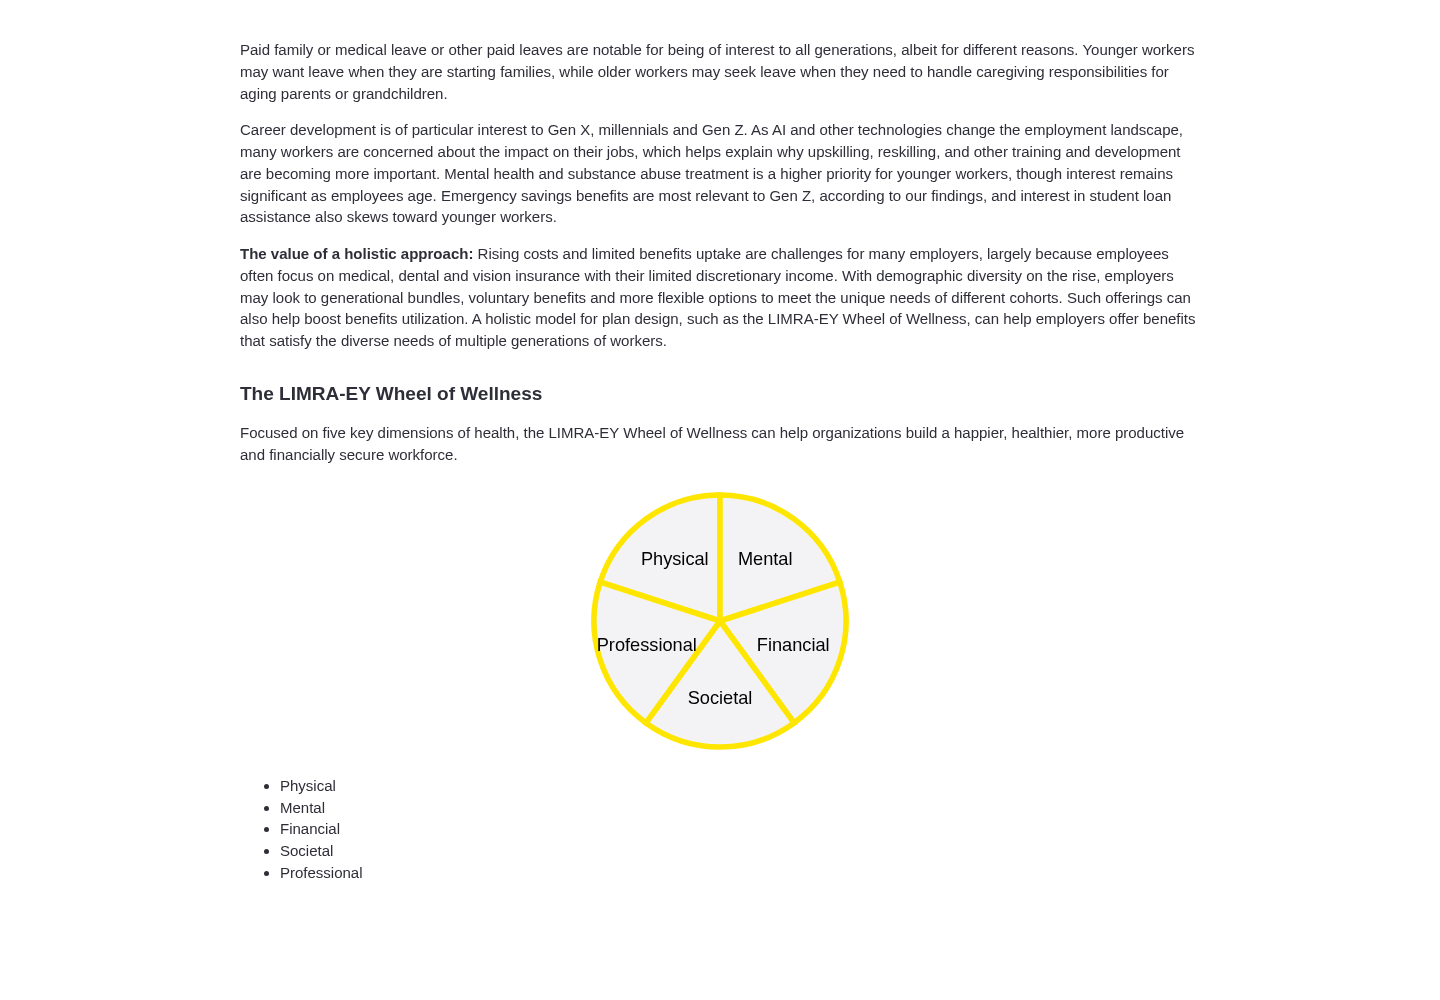 Paid family or medical leave or other paid leaves are notable for being of interest to all generations, albeit for different reasons. Younger workers
may want leave when they are starting families, while older workers may seek leave when they need to handle caregiving responsibilities for
aging parents or grandchildren.
Career development is of particular interest to Gen X, millennials and Gen Z. As AI and other technologies change the employment landscape,
many workers are concerned about the impact on their jobs, which helps explain why upskilling, reskilling, and other training and development
are becoming more important. Mental health and substance abuse treatment is a higher priority for younger workers, though interest remains
significant as employees age. Emergency savings benefits are most relevant to Gen Z, according to our findings, and interest in student loan
assistance also skews toward younger workers.
The value of a holistic approach: Rising costs and limited benefits uptake are challenges for many employers, largely because employees
often focus on medical, dental and vision insurance with their limited discretionary income. With demographic diversity on the rise, employers
may look to generational bundles, voluntary benefits and more flexible options to meet the unique needs of different cohorts. Such offerings can
also help boost benefits utilization. A holistic model for plan design, such as the LIMRA-EY Wheel of Wellness, can help employers offer benefits
that satisfy the diverse needs of multiple generations of workers.
The LIMRA-EY Wheel of Wellness
Focused on five key dimensions of health, the LIMRA-EY Wheel of Wellness can help organizations build a happier, healthier, more productive
and financially secure workforce.
Physical Mental
Professional Financial
Societal
• Physical
• Mental
• Financial
• Societal
• Professional